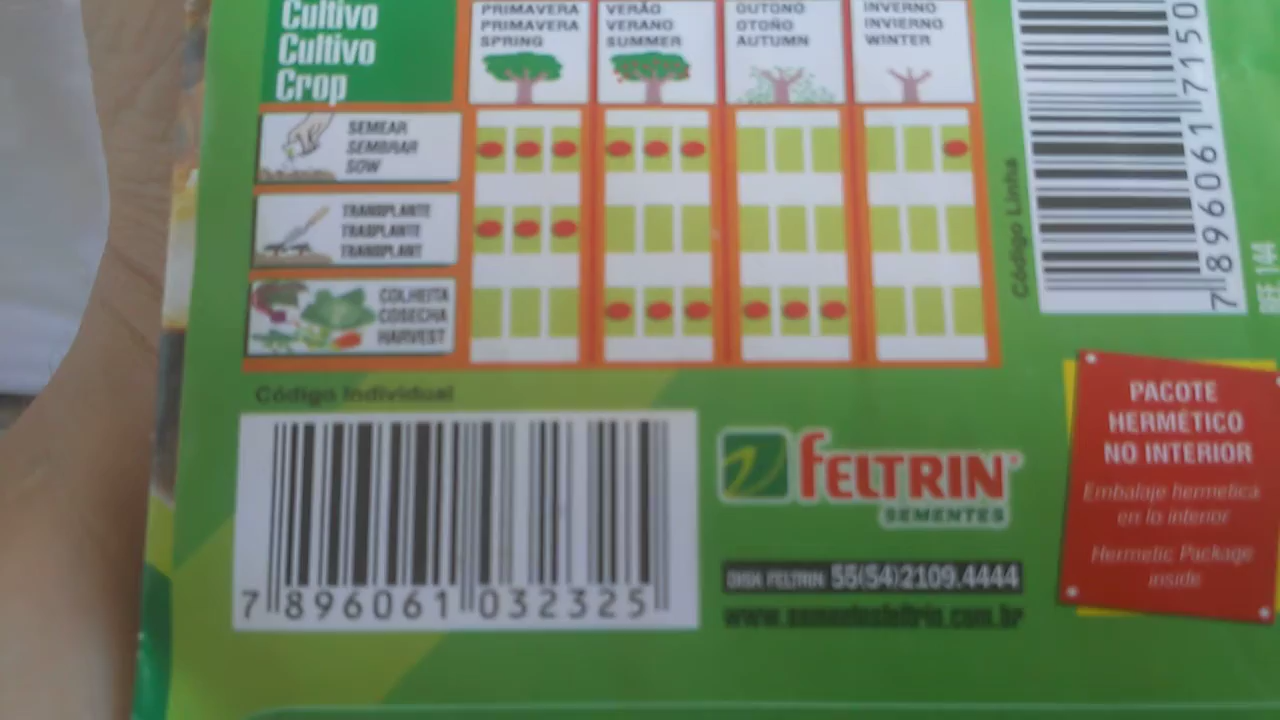 Cultivo
Cultivo
Crop
PRIMAVERA
PRIMAVERA
SPRING
VERÃO
VERANO
SUMMER
OUTONO
OTOÑO
AUTUMN
INVERNO
INVIERNO
WINTER
SEMEAR
SEMBRAR
SOW
TRANSPLANTE
TRASPLANTE
TRANSPLANT
COLHEITA
COSECHA
HARVEST
Código Individual
7 896061 032325
Código Linha
7 896061 7150
REF. 144
FELTRIN®
SEMENTES
DISK FELTRIN: 55(54)2109.4444
www.sementesfeltrin.com.br
PACOTE
HERMÉTICO
NO INTERIOR
Embalaje hermetica
en lo interior
Hermetic Package
inside